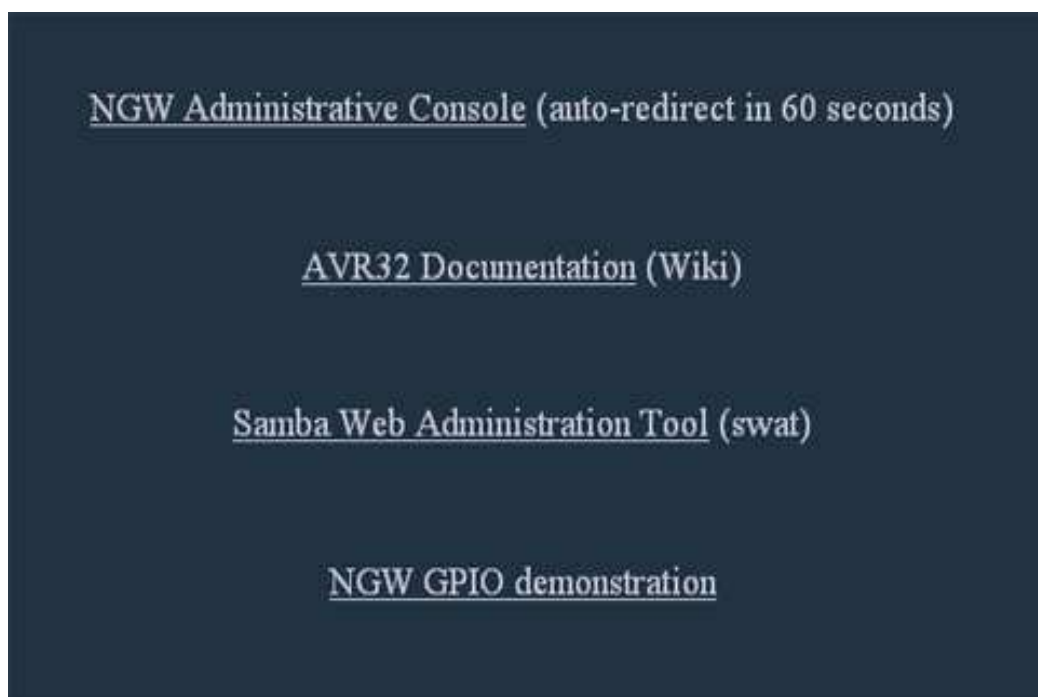 NGW Administrative Console (auto-redirect in 60 seconds)
AVR32 Documentation (Wiki)
Samba Web Administration Tool (swat)
NGW GPIO demonstration